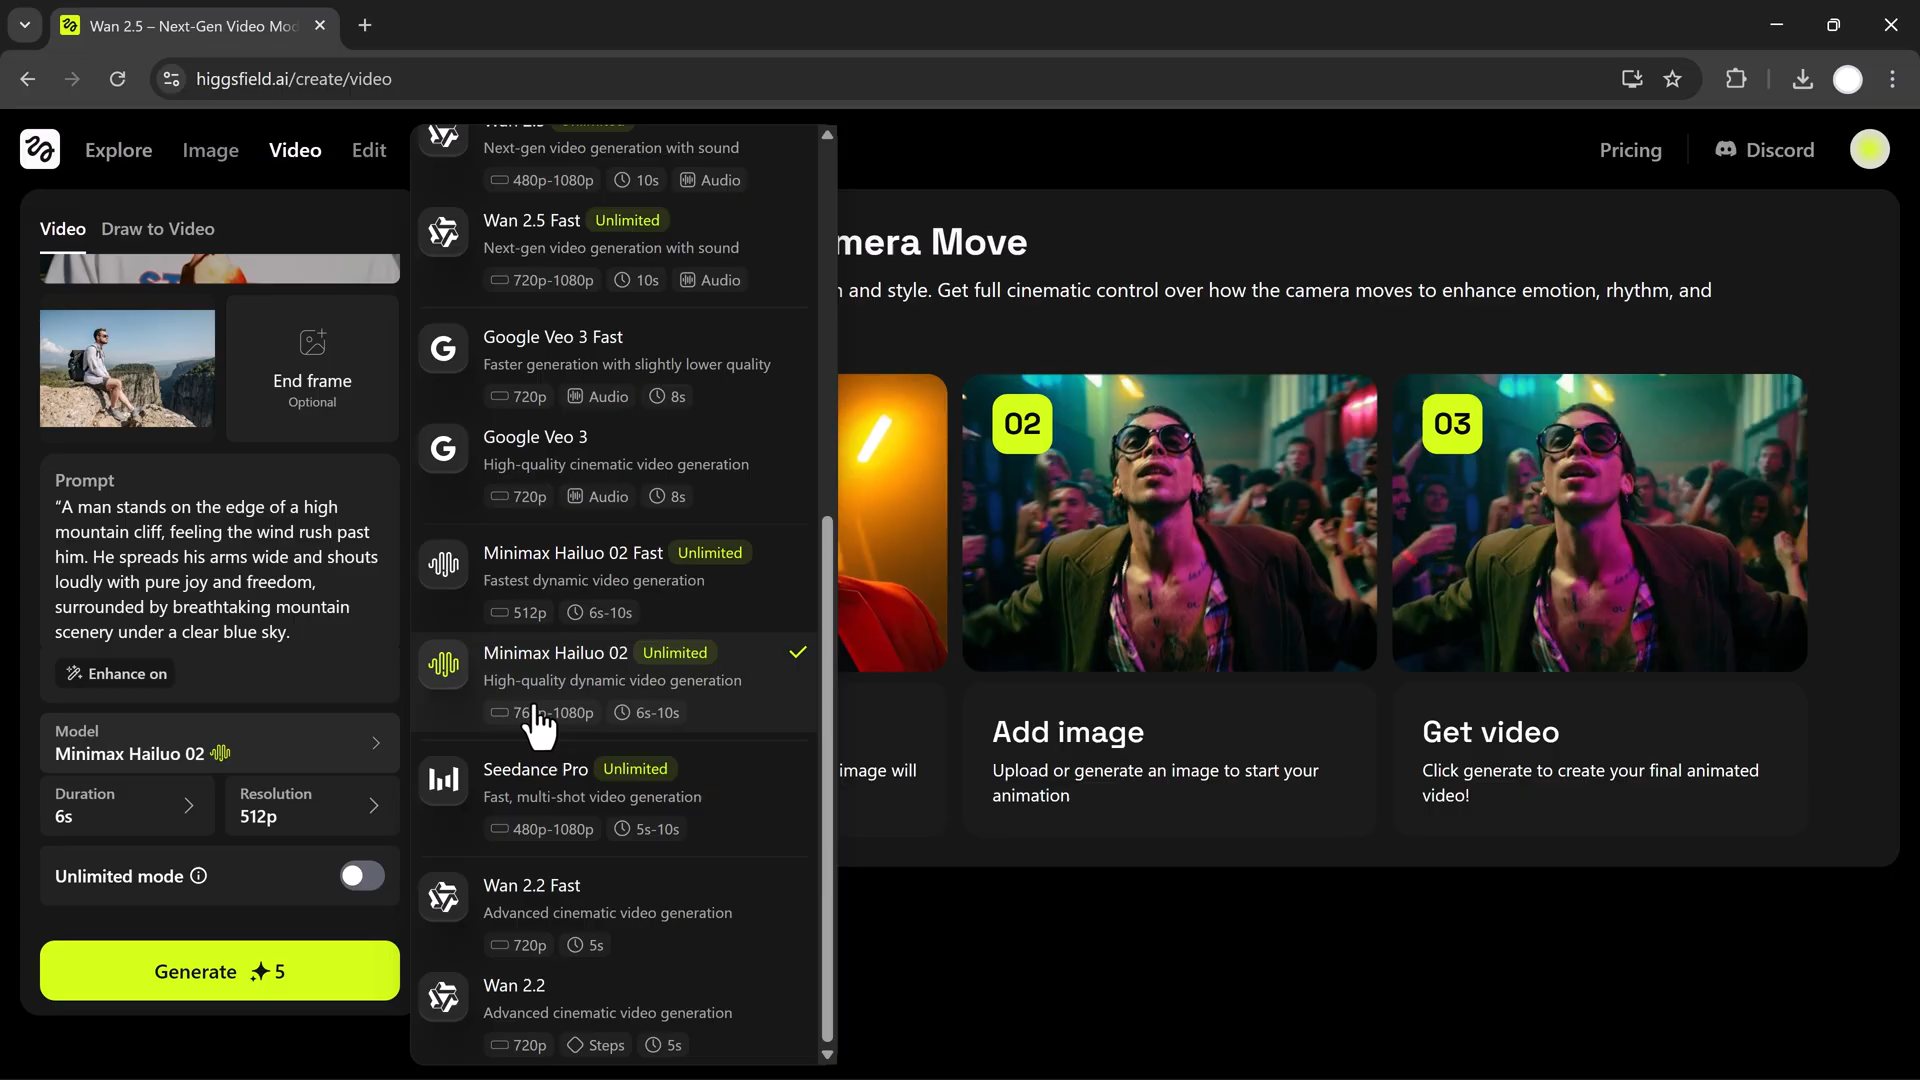 Wan 2.5 – Next-Gen Video Mod
higgsfield.ai/create/video
Explore
Image
Video
Edit
Pricing
Discord
Video
Draw to Video
End frame
Optional
Prompt
“A man stands on the edge of a high
mountain cliff, feeling the wind rush past
him. He spreads his arms wide and shouts
loudly with pure joy and freedom,
surrounded by breathtaking mountain
scenery under a clear blue sky.
Enhance on
Model
Minimax Hailuo 02
Duration
6s
Resolution
512p
Unlimited mode
Generate 5
Next-gen video generation with sound
480p-1080p 10s Audio
Wan 2.5 Fast Unlimited
Next-gen video generation with sound
720p-1080p 10s Audio
Google Veo 3 Fast
Faster generation with slightly lower quality
720p Audio 8s
Google Veo 3
High-quality cinematic video generation
720p Audio 8s
Minimax Hailuo 02 Fast Unlimited
Fastest dynamic video generation
512p 6s-10s
Minimax Hailuo 02 Unlimited
High-quality dynamic video generation
-1080p 6s-10s
Seedance Pro Unlimited
Fast, multi-shot video generation
480p-1080p 5s-10s
Wan 2.2 Fast
Advanced cinematic video generation
720p 5s
Wan 2.2
Advanced cinematic video generation
720p Steps 5s
mera Move
and style. Get full cinematic control over how the camera moves to enhance emotion, rhythm, and
02
03
image will
Add image
Upload or generate an image to start your
animation
Get video
Click generate to create your final animated
video!